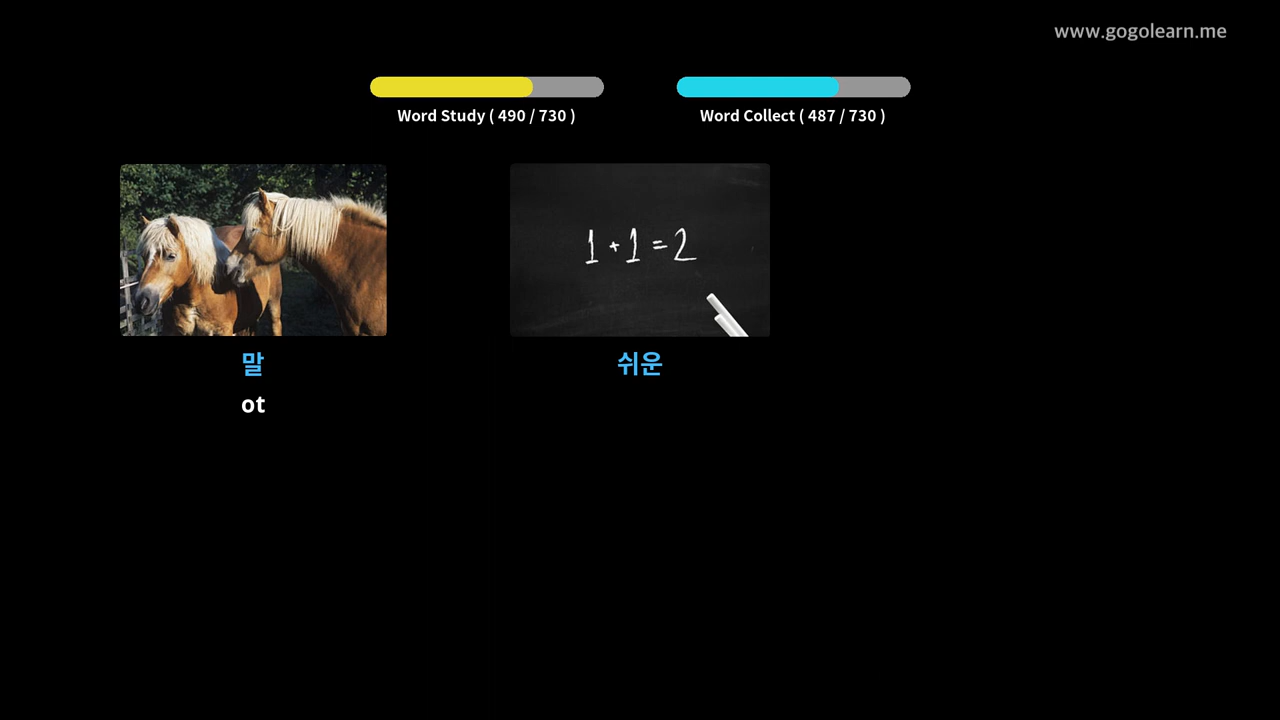 www.gogolearn.me
Word Study ( 490 / 730 )
Word Collect ( 487 / 730 )
1 + 1 = 2
말
쉬운
ot